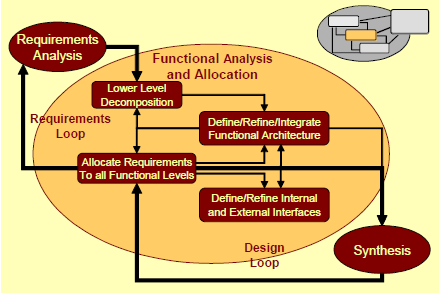 Requirements
Analysis
Functional Analysis
and Allocation
Lower Level
Decomposition
Requirements
Loop
Define/Refine/Integrate
Functional Architecture
Allocate Requirements
To all Functional Levels
Define/Refine Internal
and External Interfaces
Design
Loop
Synthesis